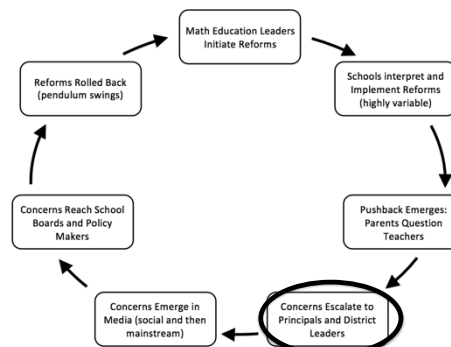 Math Education Leaders
Initiate Reforms
Schools interpret and
Implement Reforms
(highly variable)
Pushback Emerges:
Parents Question
Teachers
Concerns Escalate to
Principals and District
Leaders
Concerns Emerge in
Media (social and then
mainstream)
Concerns Reach School
Boards and Policy
Makers
Reforms Rolled Back
(pendulum swings)